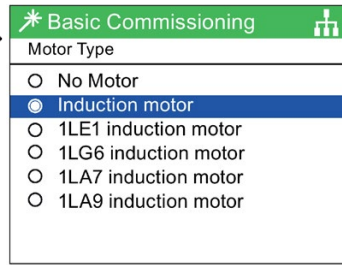 Basic Commissioning
Motor Type
No Motor
Induction motor
1LE1 induction motor
1LG6 induction motor
1LA7 induction motor
1LA9 induction motor